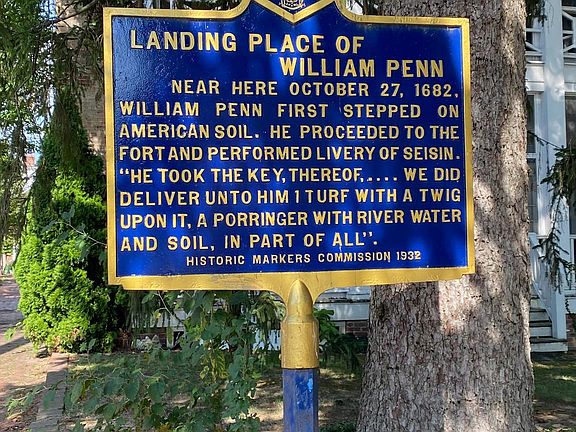 LANDING PLACE OF
WILLIAM PENN
NEAR HERE OCTOBER 27, 1682,
WILLIAM PENN FIRST STEPPED ON
AMERICAN SOIL. HE PROCEEDED TO THE
FORT AND PERFORMED LIVERY OF SEISIN.
"HE TOOK THE KEY, THEREOF,.... WE DID
DELIVER UNTO HIM 1 TURF WITH A TWIG
UPON IT, A PORRINGER WITH RIVER WATER
AND SOIL, IN PART OF ALL".
HISTORIC MARKERS COMMISSION 1932